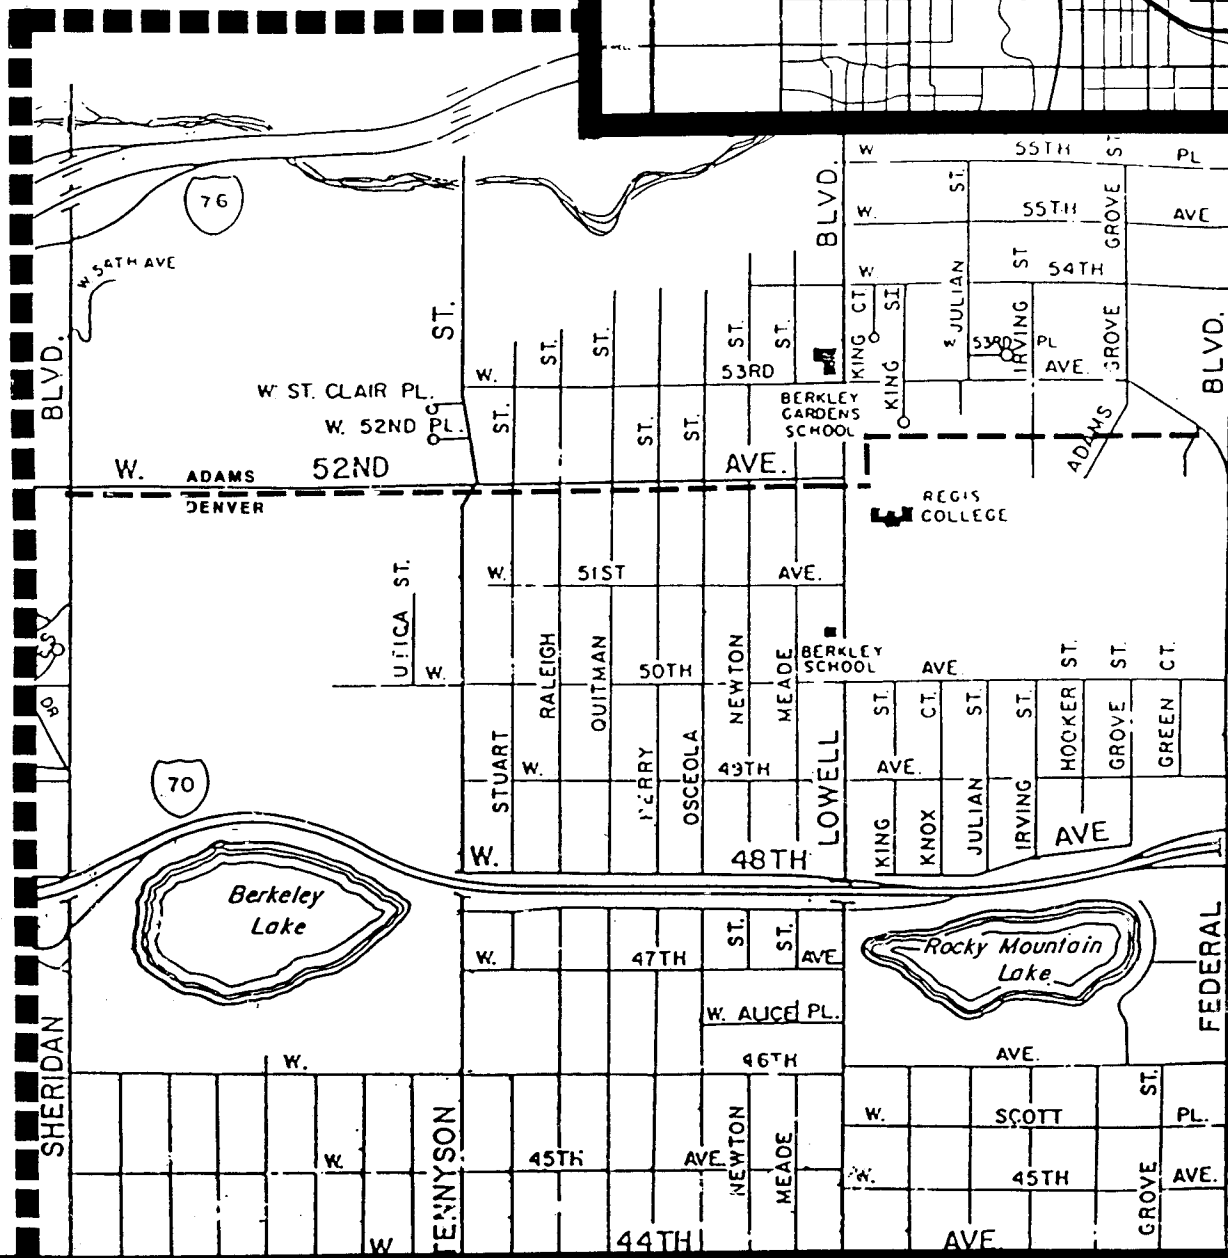 W 55TH ST PL
76
W. 55TH AVE
BLVD.
ST.
GROVE
W 54TH AVE
W 54TH
ST
BLVD.
ST.
ST.
ST.
ST.
ST.
KING CT
KING ST
W JULIAN
IRVING
GROVE
BLVD.
53RD PL
W. 53RD AVE.
W. ST. CLAIR PL.
W. 52ND PL.
ST.
ST.
ST.
BERKLEY
GARDENS
SCHOOL
ADAMS
W. 52ND AVE.
ADAMS
DENVER
REGIS
COLLEGE
W. 51ST AVE.
UTICA ST.
BERKLEY
SCHOOL
W. 50TH AVE.
STUART
RALEIGH
QUITMAN
PERRY
OSCEOLA
NEWTON
MEADE
LOWELL
ST.
CT.
ST.
ST.
HOOKER ST.
GROVE ST.
GREEN CT.
DR
W. 49TH AVE.
70
KING
KNOX
JULIAN
IRVING
W. 48TH AVE
Berkeley
Lake
ST.
ST.
W. 47TH AVE
Rocky Mountain
Lake
FEDERAL
W. ALICE PL.
W. 46TH AVE.
SHERIDAN
TENNYSON
NEWTON
MEADE
ST.
W. SCOTT PL.
W. 45TH AVE.
W. 45TH AVE.
GROVE
W 44TH AVE.